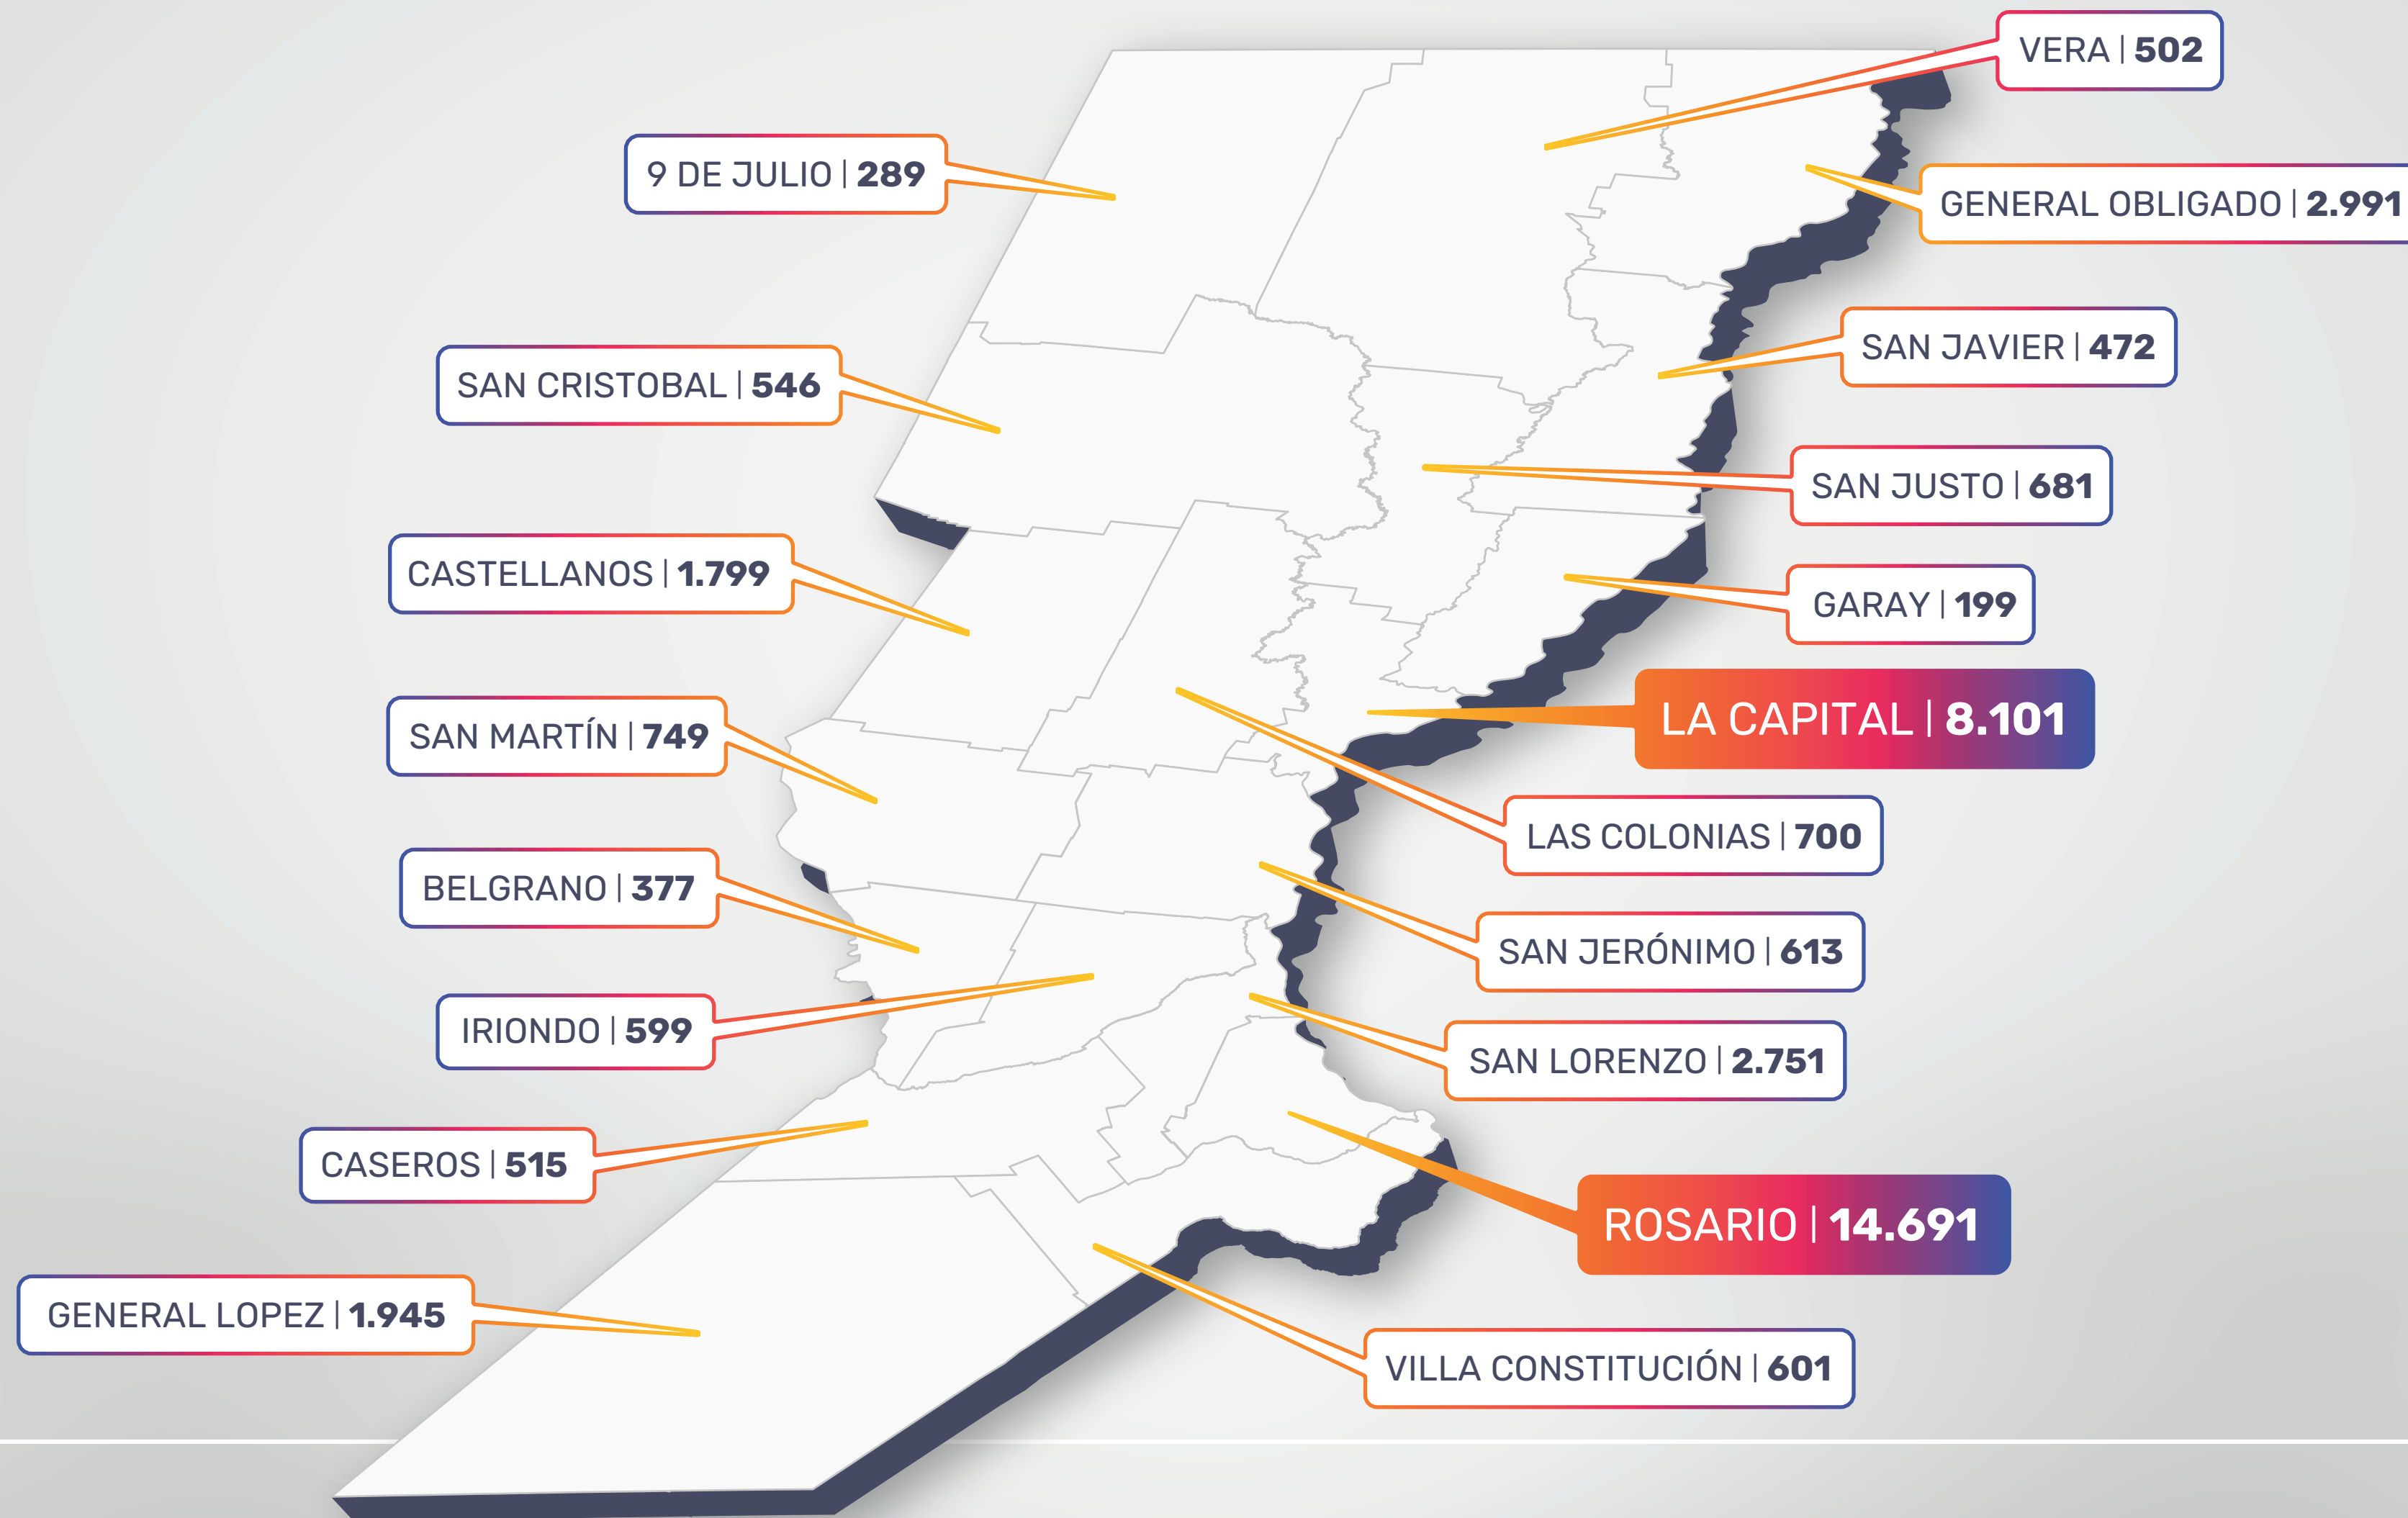 VERA | 502
9 DE JULIO | 289
GENERAL OBLIGADO | 2.991
SAN JAVIER | 472
SAN CRISTOBAL | 546
SAN JUSTO | 681
CASTELLANOS | 1.799
GARAY | 199
LA CAPITAL | 8.101
SAN MARTÍN | 749
LAS COLONIAS | 700
BELGRANO | 377
SAN JERÓNIMO | 613
IRIONDO | 599
SAN LORENZO | 2.751
CASEROS | 515
ROSARIO | 14.691
GENERAL LOPEZ | 1.945
VILLA CONSTITUCIÓN | 601